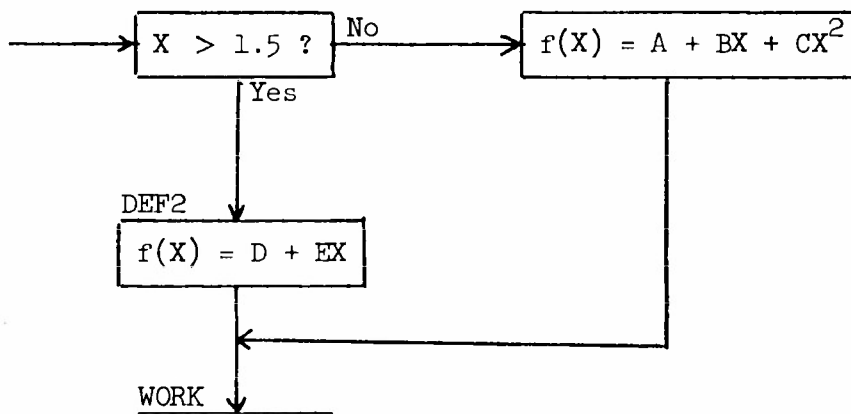 X > 1.5 ?
No
f(X) = A + BX + CX²
Yes
DEF2
f(X) = D + EX
WORK